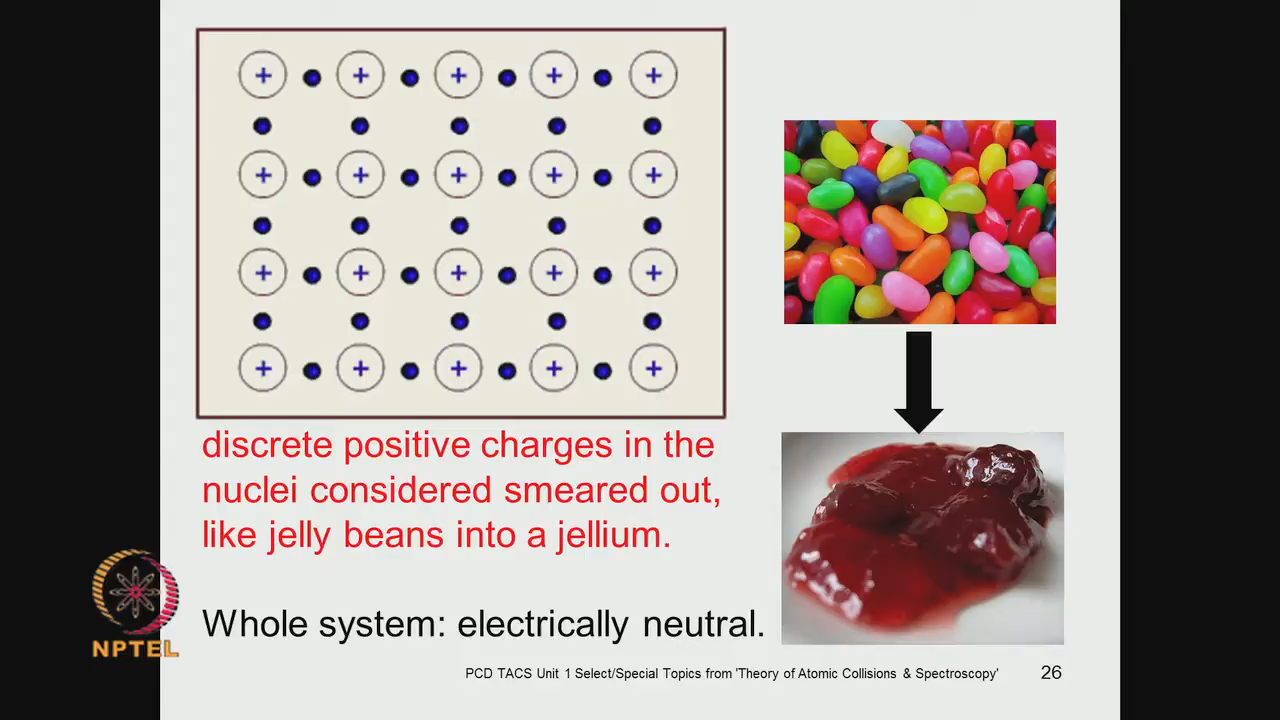 + + + + +
+ + + + +
+ + + + +
+ + + + +
discrete positive charges in the
nuclei considered smeared out,
like jelly beans into a jellium.
Whole system: electrically neutral.
NPTEL
PCD TACS Unit 1 Select/Special Topics from 'Theory of Atomic Collisions & Spectroscopy'
26